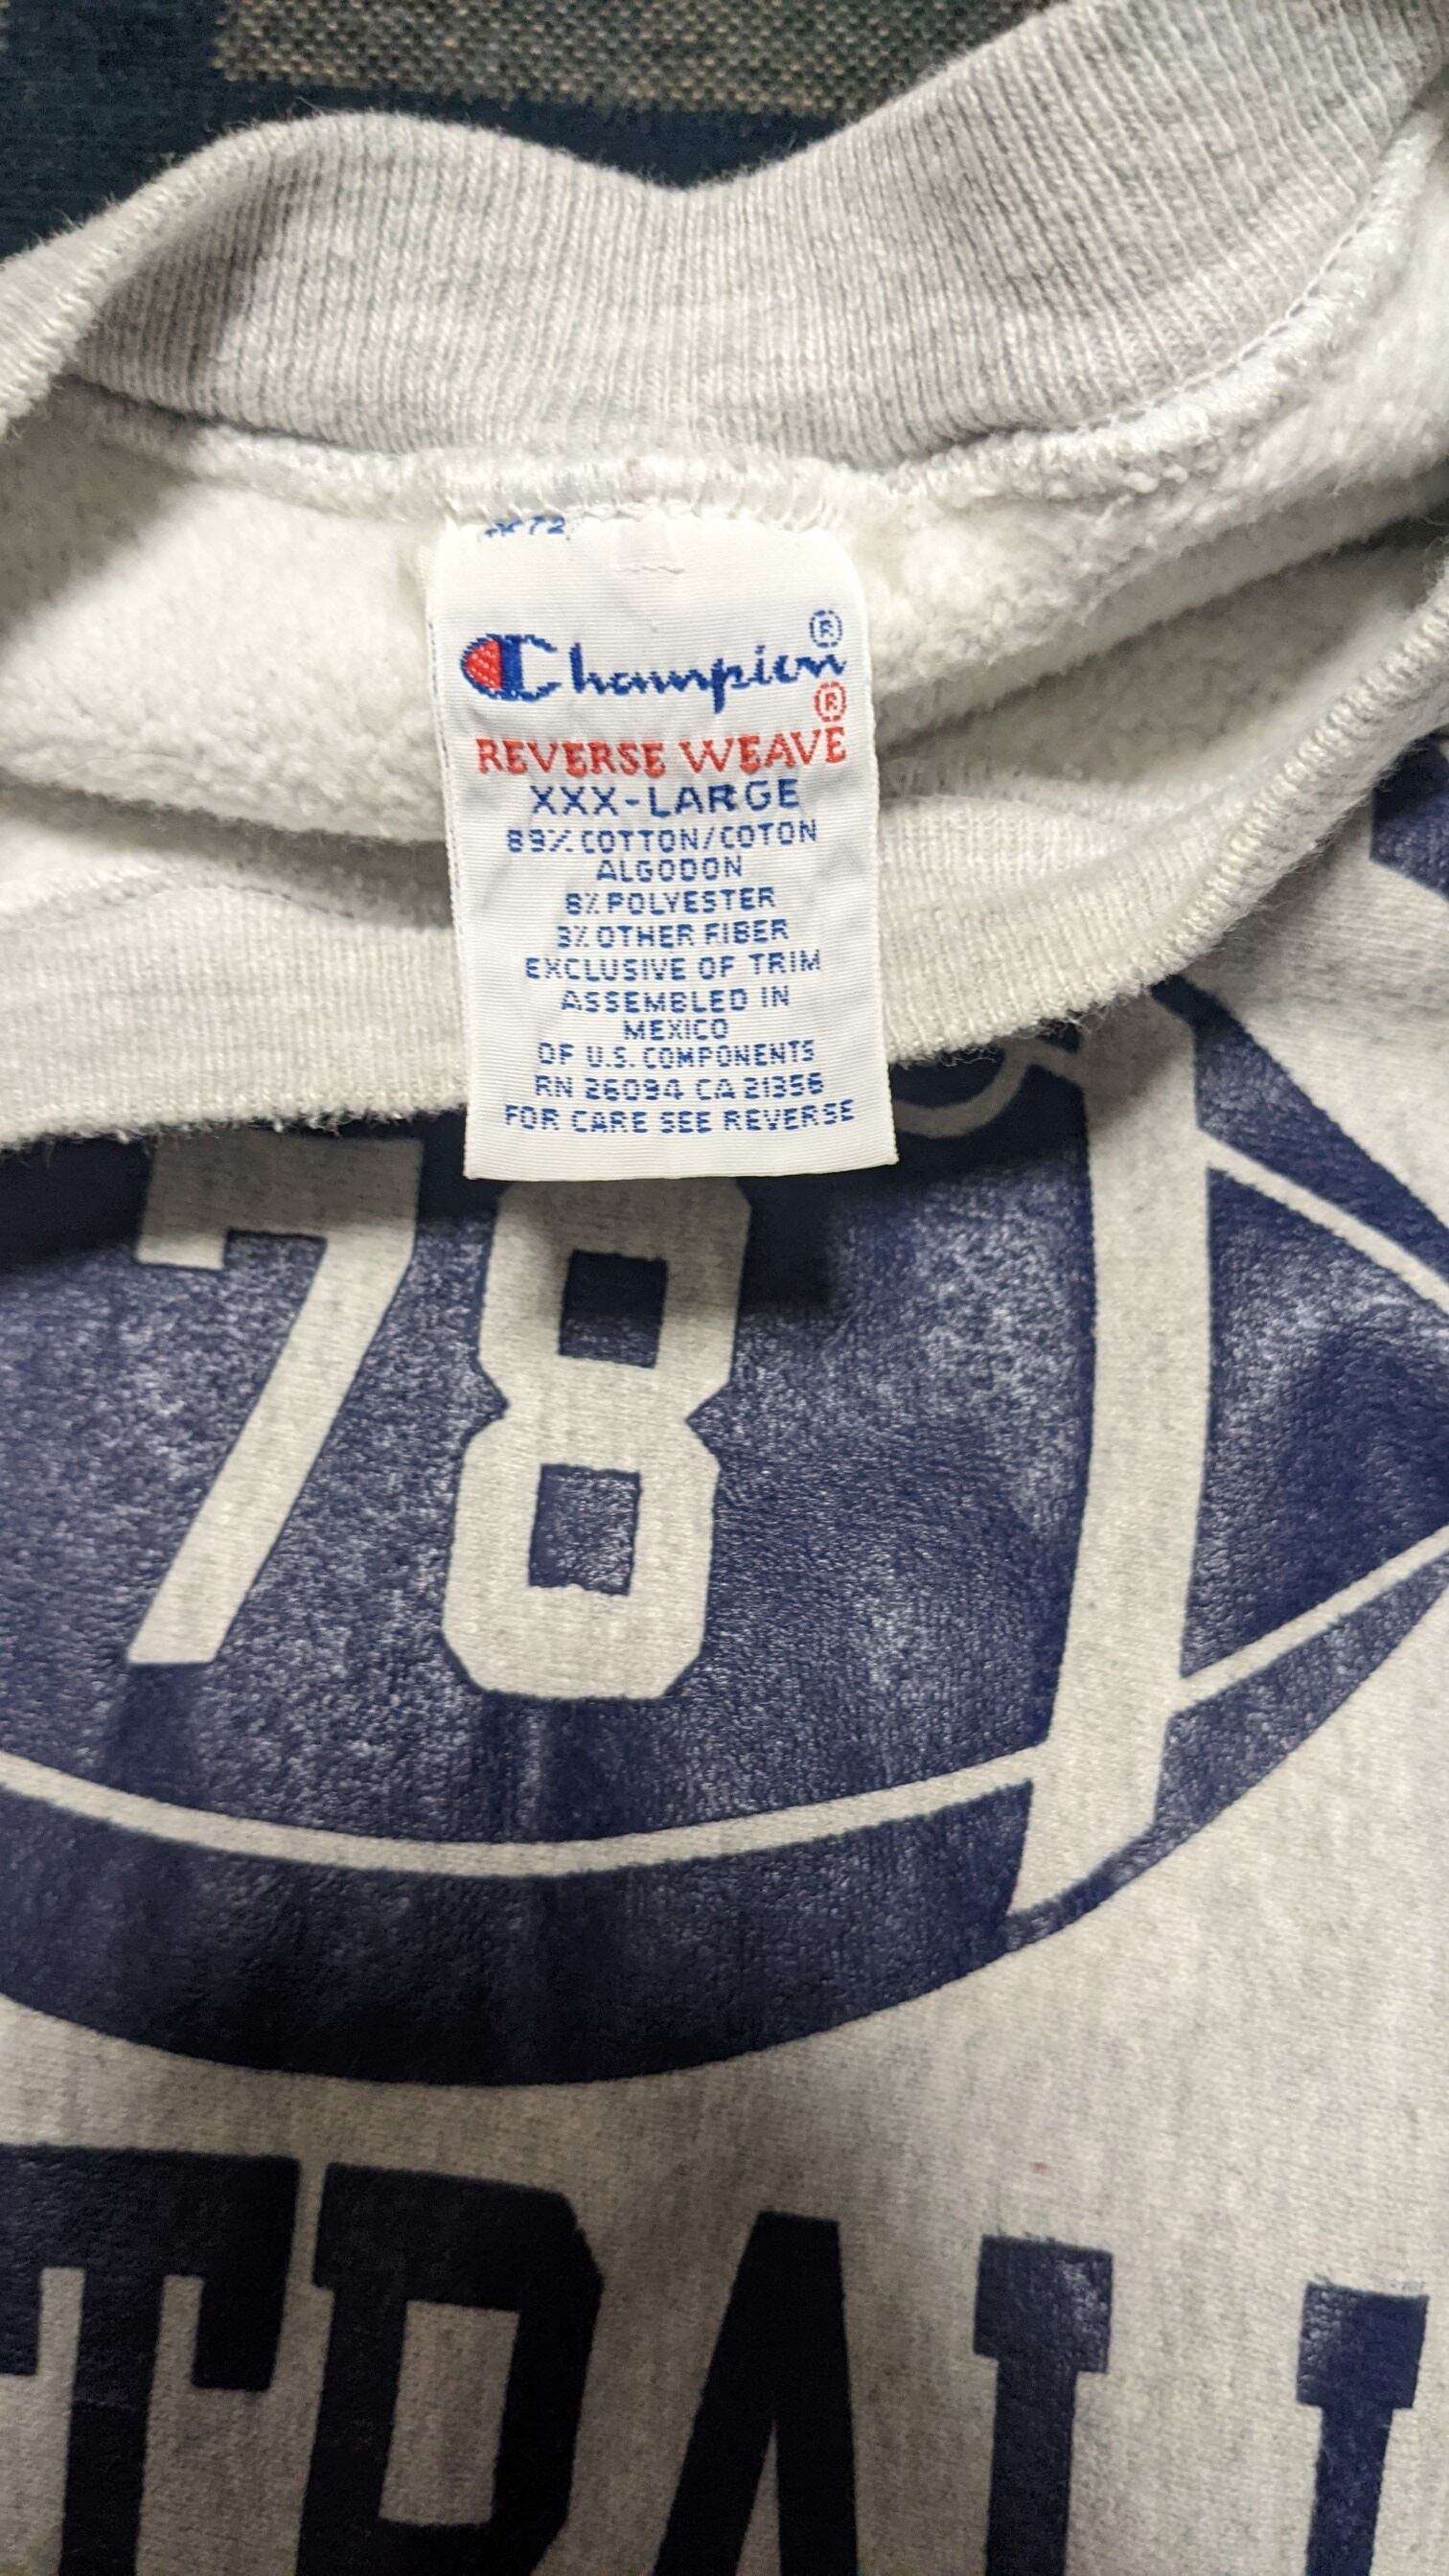 72
Champion®
®
REVERSE WEAVE
XXX-LARGE
89% COTTON/COTON
ALGODON
8% POLYESTER
3% OTHER FIBER
EXCLUSIVE OF TRIM
ASSEMBLED IN
MEXICO
OF U.S. COMPONENTS
RN 26094 CA 21356
FOR CARE SEE REVERSE
78